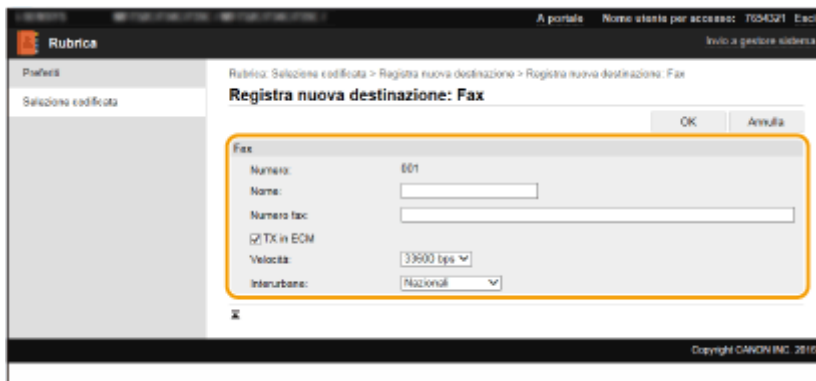 A portale Nome utente per accesso: 7654321 Esci
Rubrica
Invio a gestore sistema
Preferiti
Selezione codificata
Rubrica: Selezione codificata > Registra nuova destinazione > Registra nuova destinazione: Fax
Registra nuova destinazione: Fax
OK Annulla
Fax
Numero: 001
Nome:
Numero fax:
TX in ECM
Velocità: 33600 bps
Interurbane: Nazionali
Copyright CANON INC. 2016